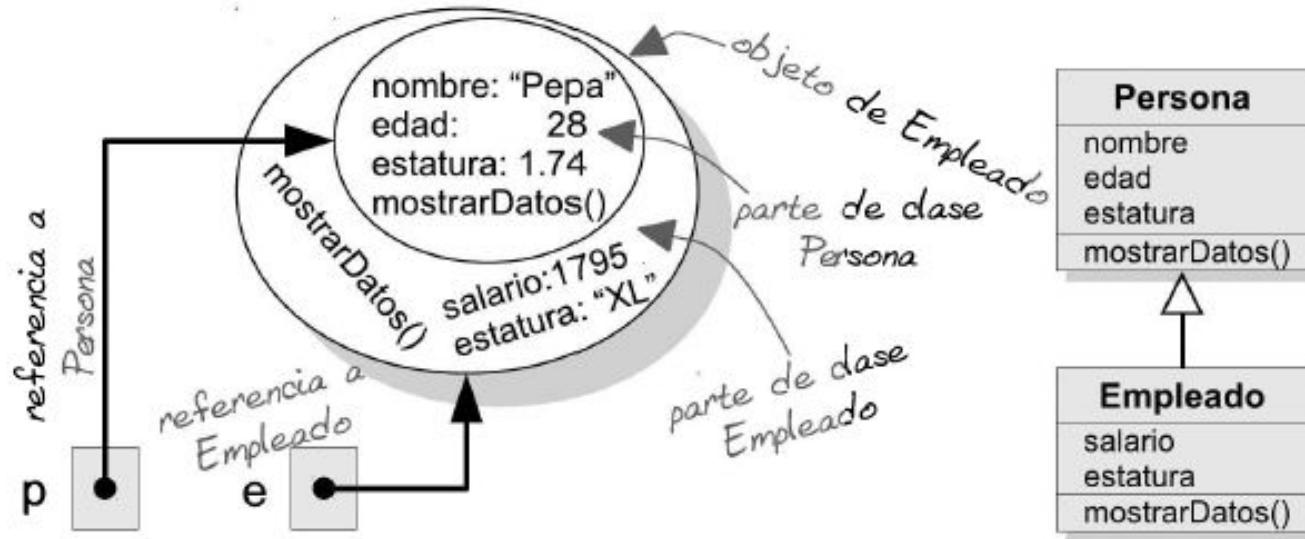 nombre: “Pepa”
edad: 28
estatura: 1.74
mostrarDatos()
mostrarDatos()
salario:1795
estatura: “XL”
objeto de Empleado
parte de clase
Persona
parte de clase
Empleado
referencia a
Persona
referencia a
Empleado
p
e
Persona
nombre
edad
estatura
mostrarDatos()
Empleado
salario
estatura
mostrarDatos()